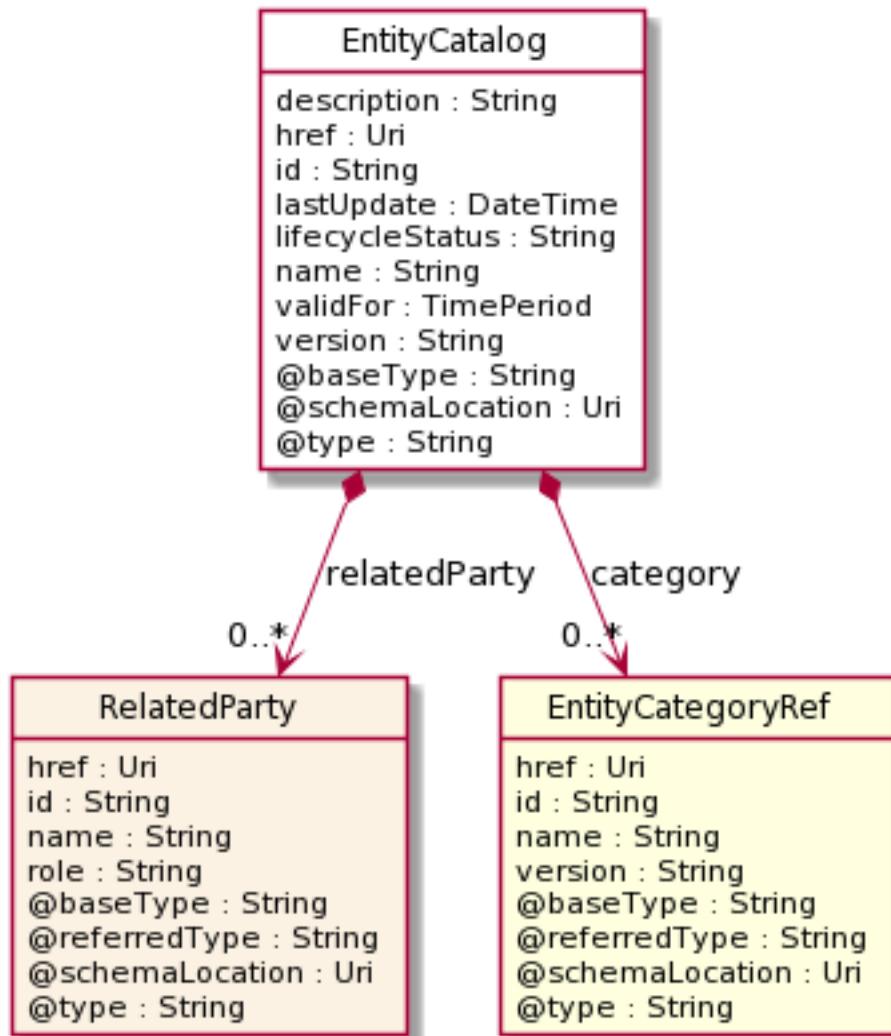 EntityCatalog
description : String
href : Uri
id : String
lastUpdate : DateTime
lifecycleStatus : String
name : String
validFor : TimePeriod
version : String
@baseType : String
@schemaLocation : Uri
@type : String
relatedParty
category
0..*
0..*
RelatedParty
href : Uri
id : String
name : String
role : String
@baseType : String
@referredType : String
@schemaLocation : Uri
@type : String
EntityCategoryRef
href : Uri
id : String
name : String
version : String
@baseType : String
@referredType : String
@schemaLocation : Uri
@type : String